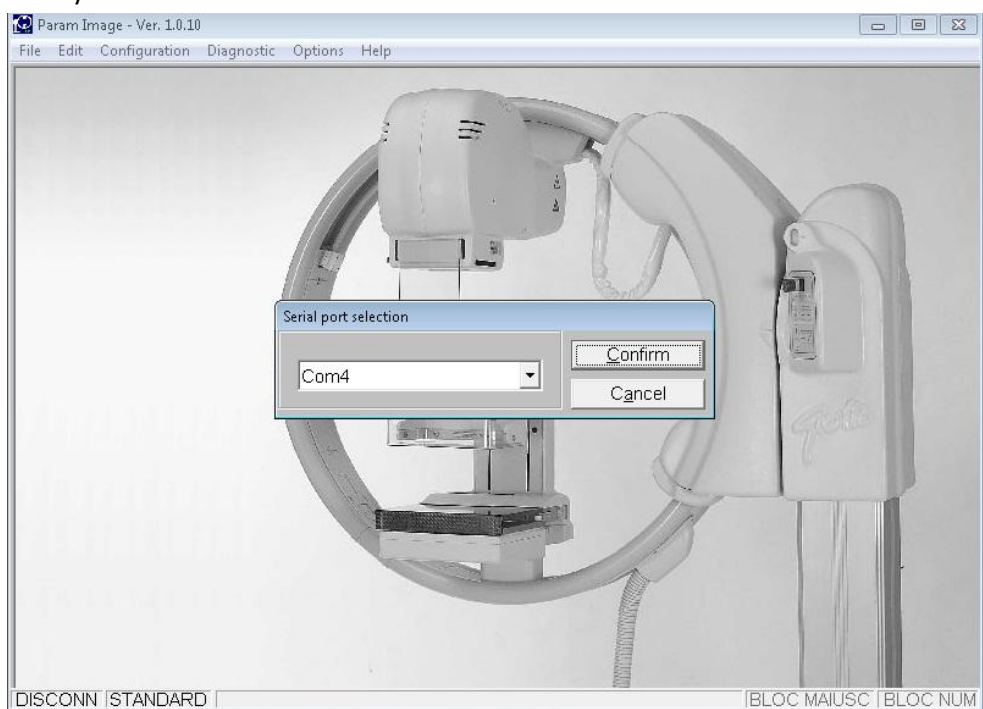 Param Image - Ver. 1.0.10
File Edit Configuration Diagnostic Options Help
Serial port selection
Com4
Confirm
Cancel
DISCONN STANDARD BLOC MAIUSC BLOC NUM